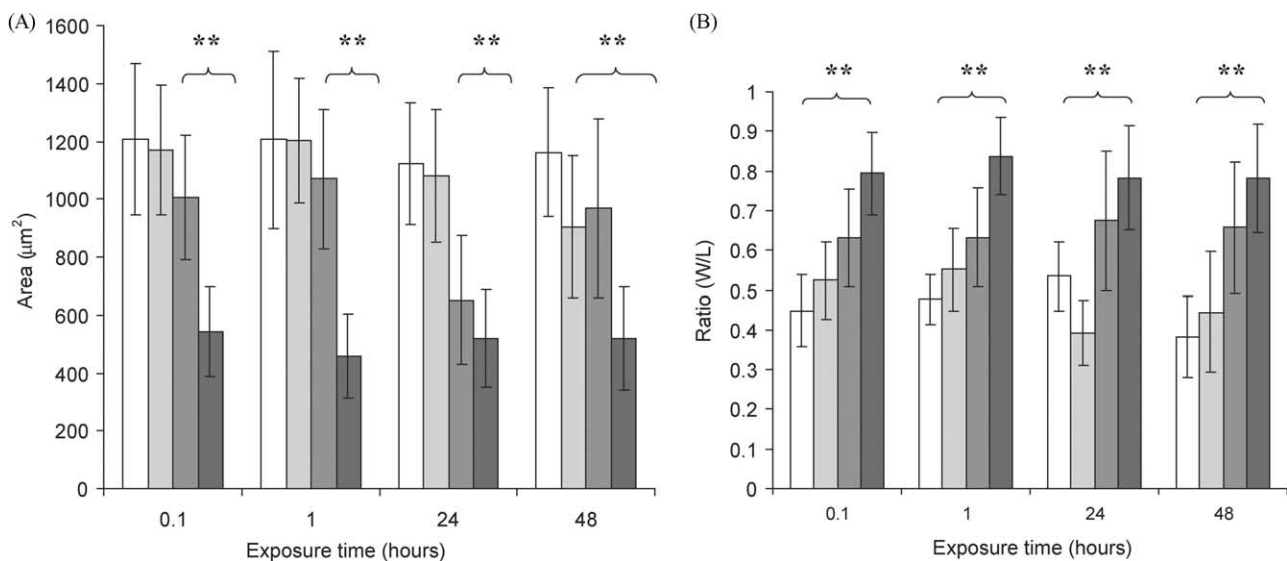 (A)
** ** ** **
1600
1400
1200
1000
800
600
400
200
0
Area (μm²)
0.1 1 24 48
Exposure time (hours)
(B)
** ** ** **
1
0.9
0.8
0.7
0.6
0.5
0.4
0.3
0.2
0.1
0
Ratio (W/L)
0.1 1 24 48
Exposure time (hours)